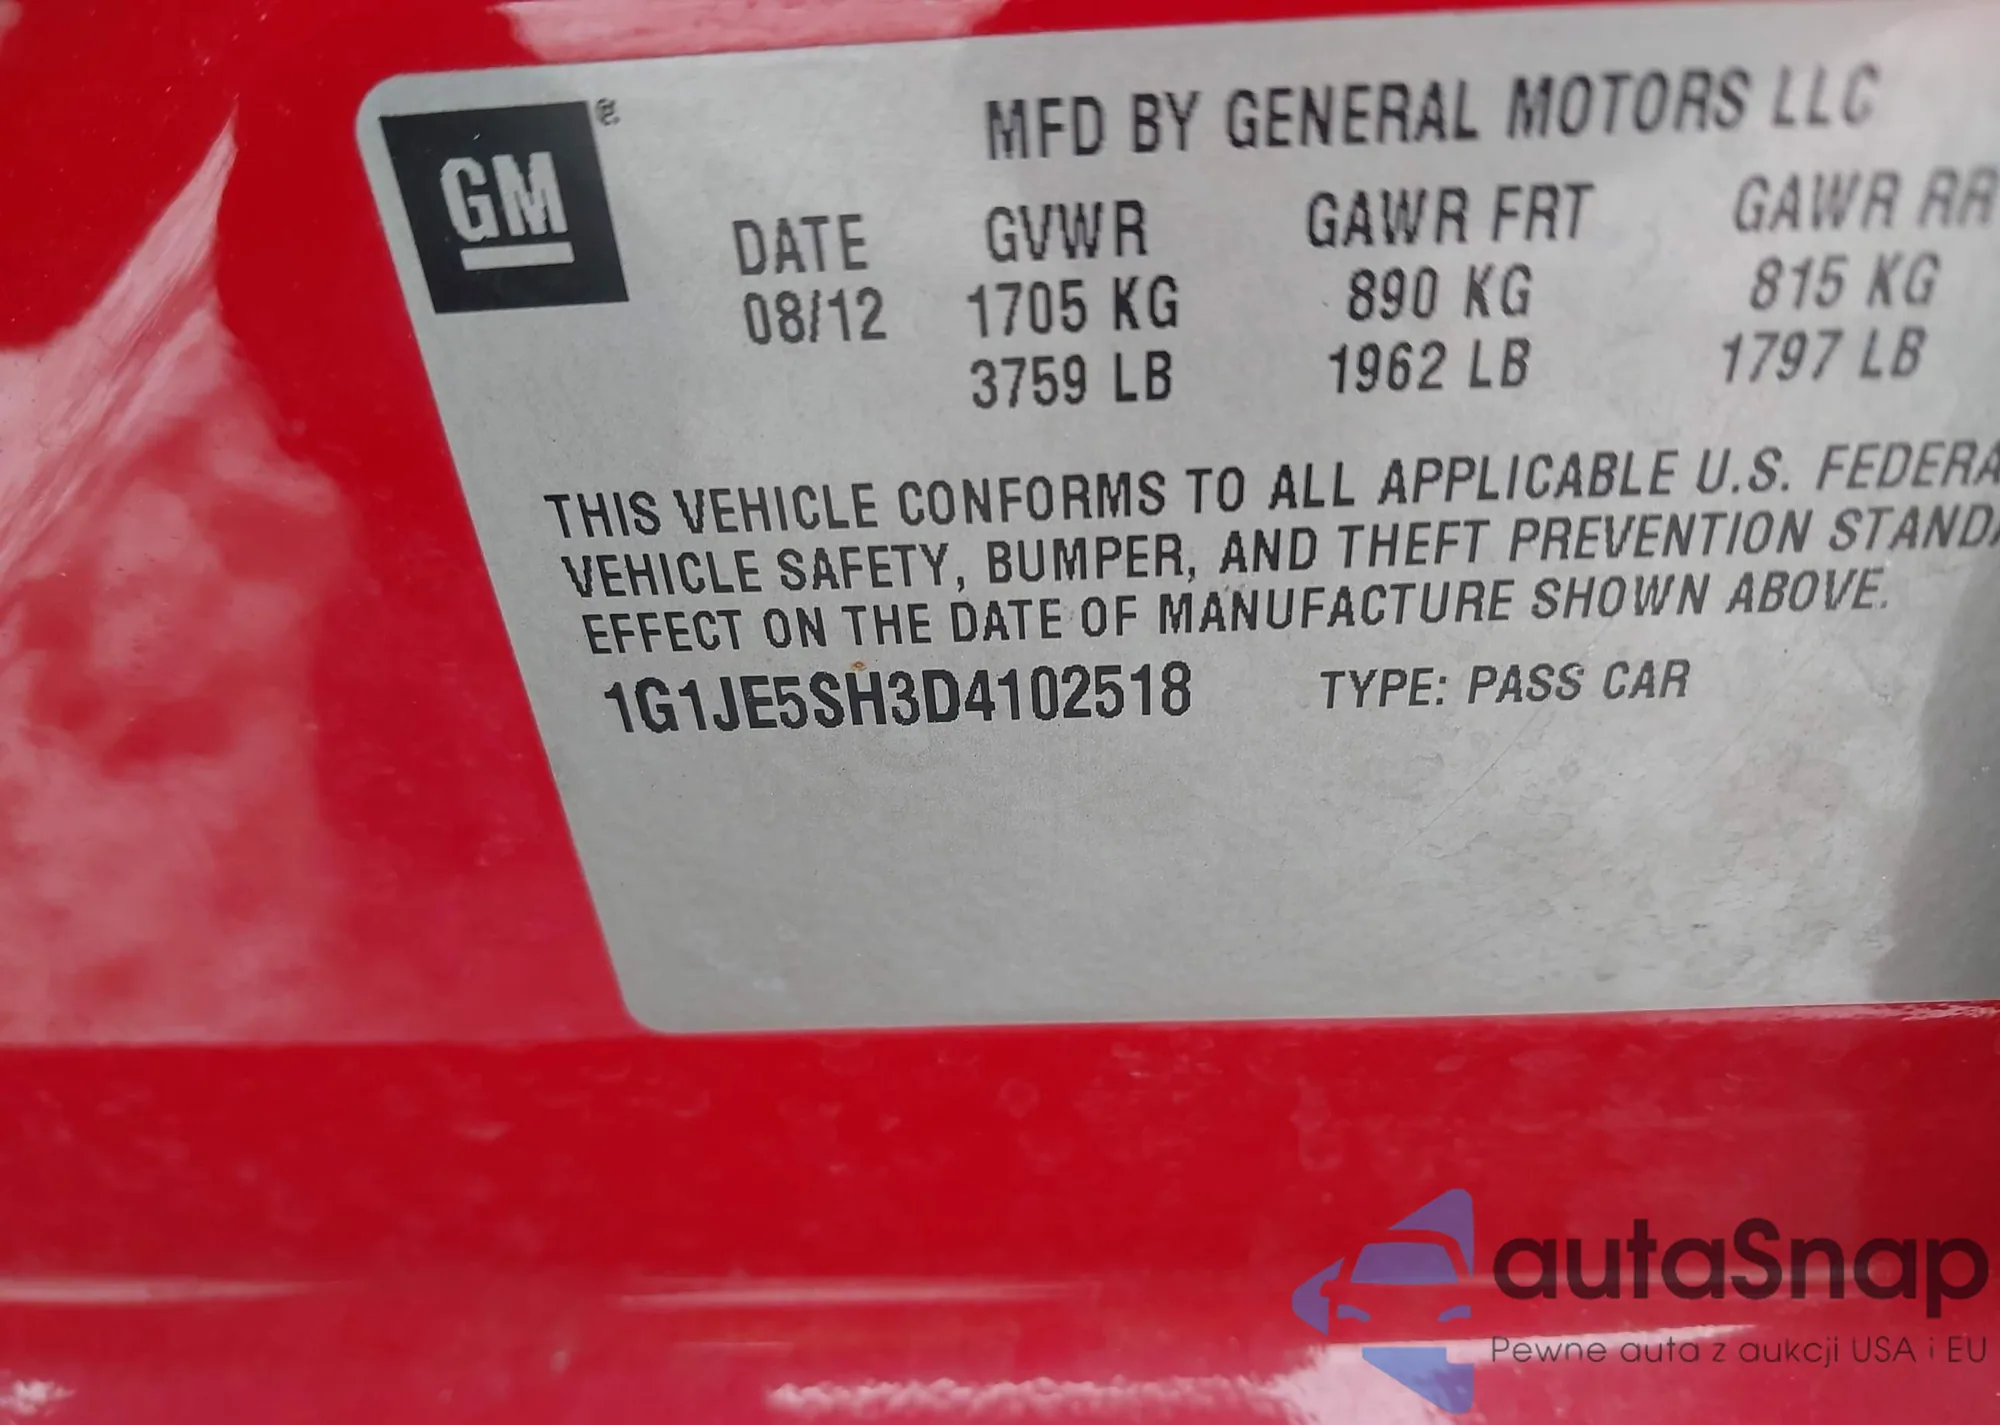 GM
MFD BY GENERAL MOTORS LLC
DATE GVWR GAWR FRT GAWR RR
08/12 1705 KG 890 KG 815 KG
3759 LB 1962 LB 1797 LB
THIS VEHICLE CONFORMS TO ALL APPLICABLE U.S. FEDERA
VEHICLE SAFETY, BUMPER, AND THEFT PREVENTION STANDA
EFFECT ON THE DATE OF MANUFACTURE SHOWN ABOVE.
1G1JE5SH3D4102518 TYPE: PASS CAR
autaSnap
Pewne auta z aukcji USA i EU